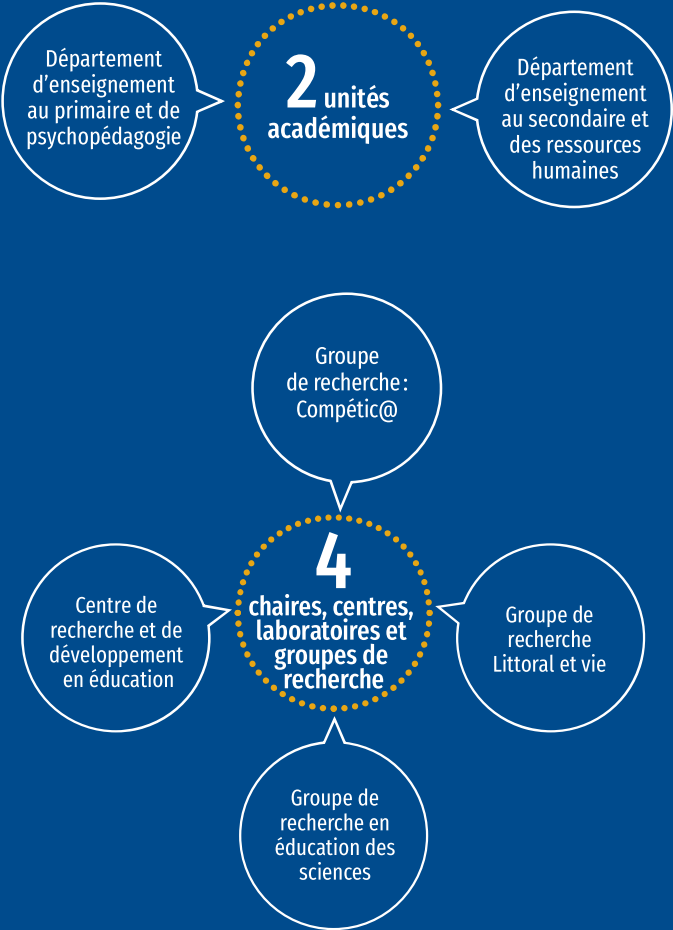 Département
d'enseignement
au primaire et de
psychopédagogie
2 unités
académiques
Département
d'enseignement
au secondaire et
des ressources
humaines
Groupe
de recherche :
Compétic@
4
chaires, centres,
laboratoires et
groupes de
recherche
Centre de
recherche et de
développement
en éducation
Groupe de
recherche
Littoral et vie
Groupe de
recherche en
éducation des
sciences